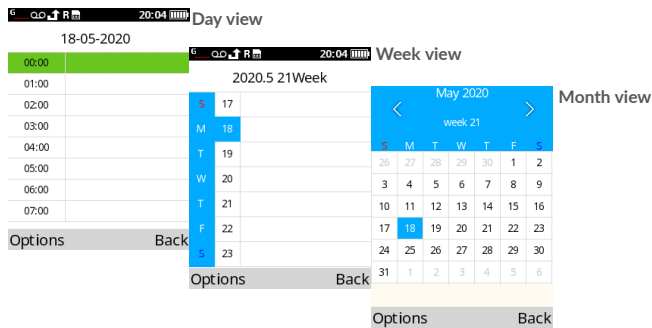 G R 20:04
Day view
18-05-2020
00:00
01:00
02:00
03:00
04:00
05:00
06:00
07:00
Options Back
G R 20:04
Week view
2020.5 21Week
S 17
M 18
T 19
W 20
T 21
F 22
S 23
Options Back
Month view
May 2020
week 21
S M T W T F S
26 27 28 29 30 1 2
3 4 5 6 7 8 9
10 11 12 13 14 15 16
17 18 19 20 21 22 23
24 25 26 27 28 29 30
31 1 2 3 4 5 6
Options Back